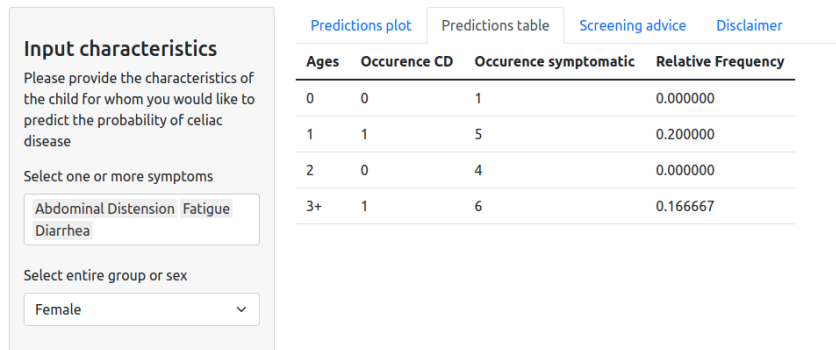 Input characteristics
Please provide the characteristics of
the child for whom you would like to
predict the probability of celiac
disease
Select one or more symptoms
Abdominal Distension Fatigue
Diarrhea
Select entire group or sex
Female
Predictions plot Predictions table Screening advice Disclaimer
Ages Occurence CD Occurence symptomatic Relative Frequency
0 0 1 0.000000
1 1 5 0.200000
2 0 4 0.000000
3+ 1 6 0.166667